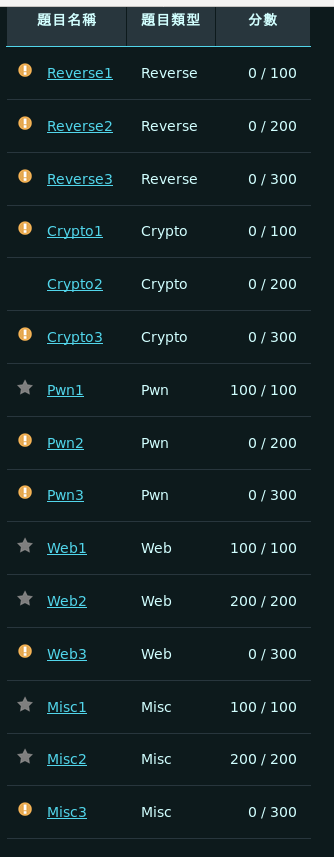 題目名稱 題目類型 分數
Reverse1 Reverse 0 / 100
Reverse2 Reverse 0 / 200
Reverse3 Reverse 0 / 300
Crypto1 Crypto 0 / 100
Crypto2 Crypto 0 / 200
Crypto3 Crypto 0 / 300
Pwn1 Pwn 100 / 100
Pwn2 Pwn 0 / 200
Pwn3 Pwn 0 / 300
Web1 Web 100 / 100
Web2 Web 200 / 200
Web3 Web 0 / 300
Misc1 Misc 100 / 100
Misc2 Misc 200 / 200
Misc3 Misc 0 / 300